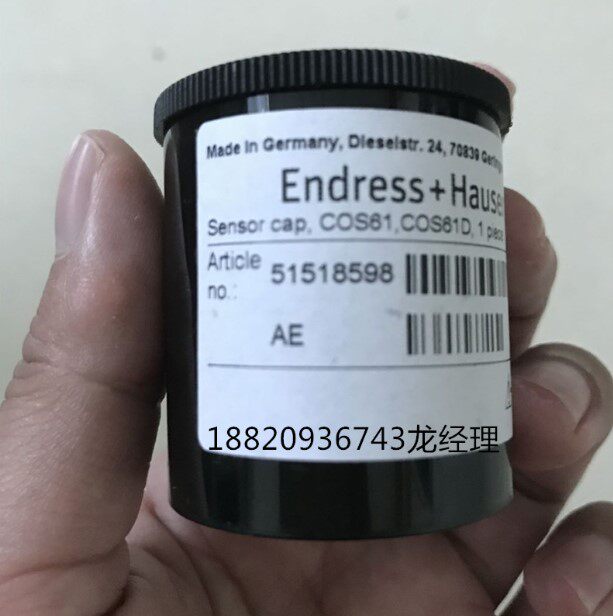 Made in Germany, Dieselstr. 24, 70839
Endress+Hause
Sensor cap, COS61,COS61D, 1 piece
Article
no.: 51518598
AE
18820936743龙经理